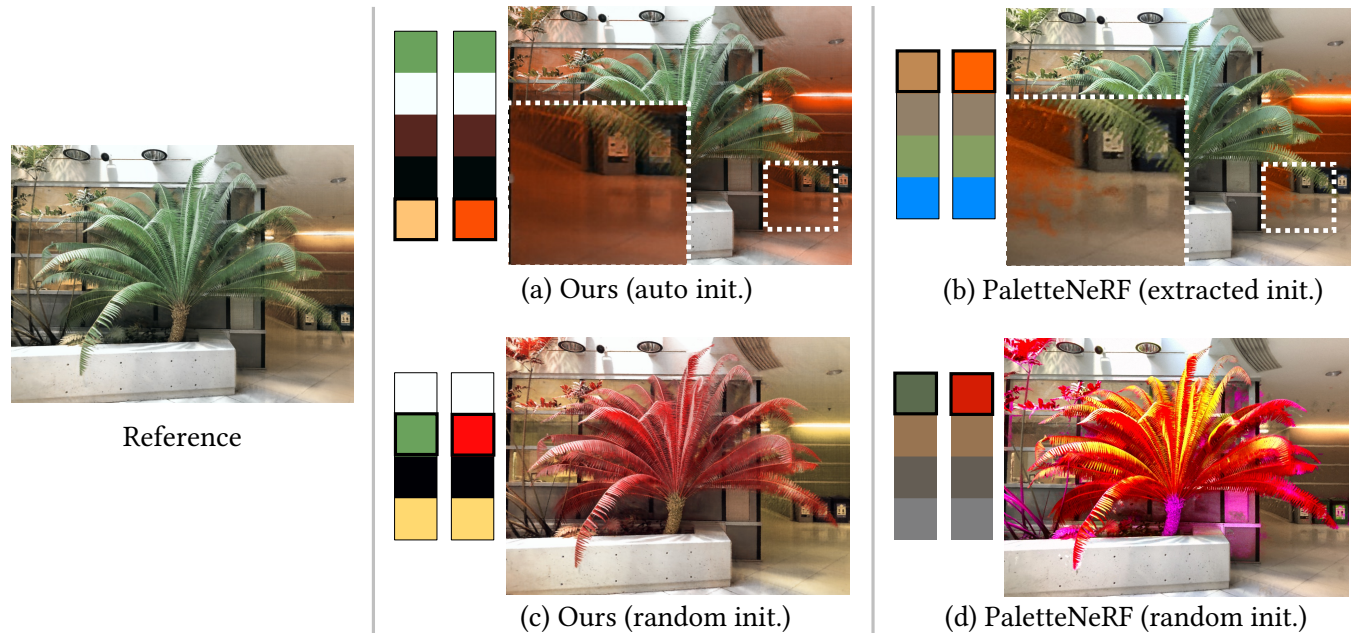 Reference
(a) Ours (auto init.)
(b) PaletteNeRF (extracted init.)
(c) Ours (random init.)
(d) PaletteNeRF (random init.)